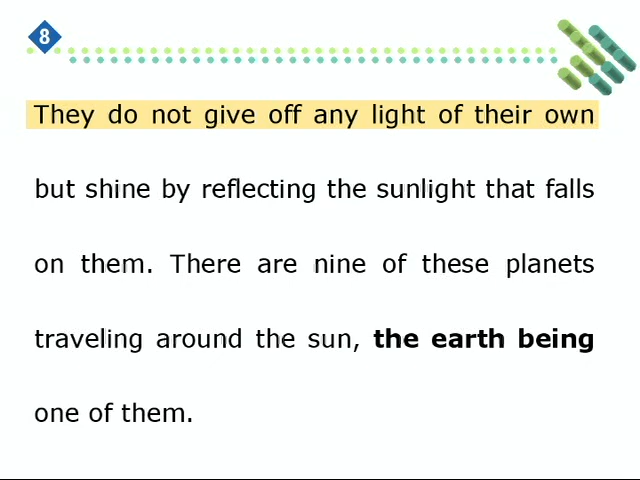 8
They do not give off any light of their own
but shine by reflecting the sunlight that falls
on them. There are nine of these planets
traveling around the sun, the earth being
one of them.